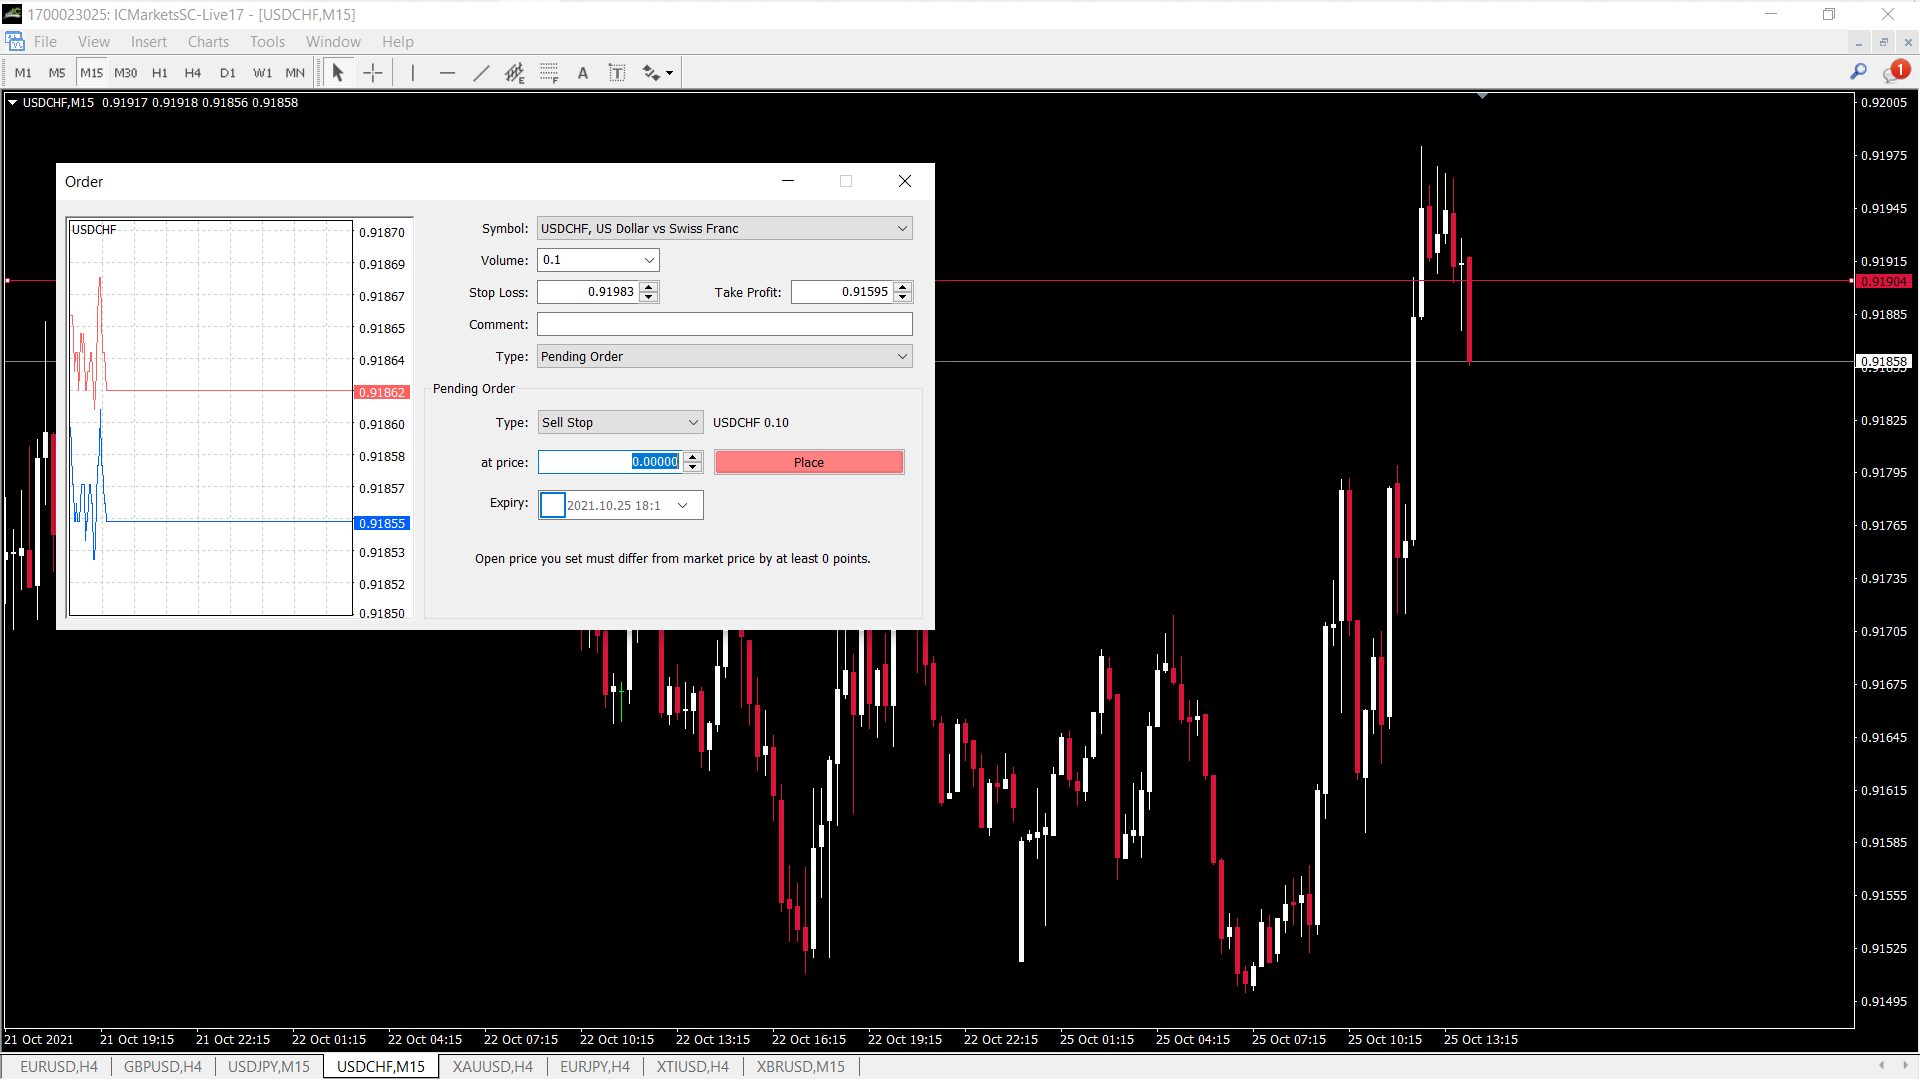 1700023025: ICMarketsSC-Live17 - [USDCHF,M15]
File View Insert Charts Tools Window Help
M1 M5 M15 M30 H1 H4 D1 W1 MN E F A T 1
USDCHF,M15 0.91917 0.91918 0.91856 0.91858
Order
USDCHF
0.91870
0.91869
0.91867
0.91865
0.91864
0.91862
0.91860
0.91858
0.91857
0.91855
0.91853
0.91852
0.91850
Symbol: USDCHF, US Dollar vs Swiss Franc
Volume: 0.1
Stop Loss: 0.91983 Take Profit: 0.91595
Comment:
Type: Pending Order
Pending Order
Type: Sell Stop USDCHF 0.10
at price: 0.00000 Place
Expiry: 2021.10.25 18:1
Open price you set must differ from market price by at least 0 points.
0.92005
0.91975
0.91945
0.91915
0.91904
0.91885
0.91858
0.91855
0.91825
0.91795
0.91765
0.91735
0.91705
0.91675
0.91645
0.91615
0.91585
0.91555
0.91525
0.91495
21 Oct 2021 21 Oct 19:15 21 Oct 22:15 22 Oct 01:15 22 Oct 04:15 22 Oct 07:15 22 Oct 10:15 22 Oct 13:15 22 Oct 16:15 22 Oct 19:15 22 Oct 22:15 25 Oct 01:15 25 Oct 04:15 25 Oct 07:15 25 Oct 10:15 25 Oct 13:15
EURUSD,H4 GBPUSD,H4 USDJPY,M15 USDCHF,M15 XAUUSD,H4 EURJPY,H4 XTIUSD,H4 XBRUSD,M15